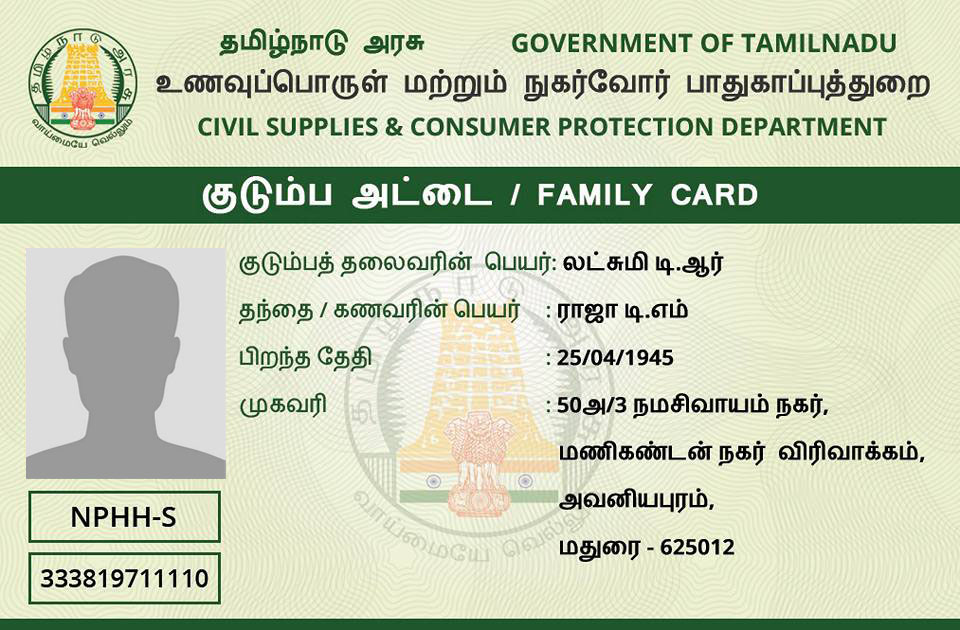 தமிழ்நாடு அரசு GOVERNMENT OF TAMILNADU
உணவுப்பொருள் மற்றும் நுகர்வோர் பாதுகாப்புத்துறை
CIVIL SUPPLIES & CONSUMER PROTECTION DEPARTMENT
தமிழ்நாடு அரசு
வாய்மையே வெல்லும்
குடும்ப அட்டை / FAMILY CARD
குடும்பத் தலைவரின் பெயர்: லட்சுமி டி.ஆர்
தந்தை / கணவரின் பெயர் : ராஜா டி.எம்
பிறந்த தேதி : 25/04/1945
முகவரி : 50அ/3 நமசிவாயம் நகர்,
மணிகண்டன் நகர் விரிவாக்கம்,
அவனியபுரம்,
மதுரை - 625012
தமிழ்நாடு அரசு
வாய்மையே வெல்லும்
NPHH-S
333819711110